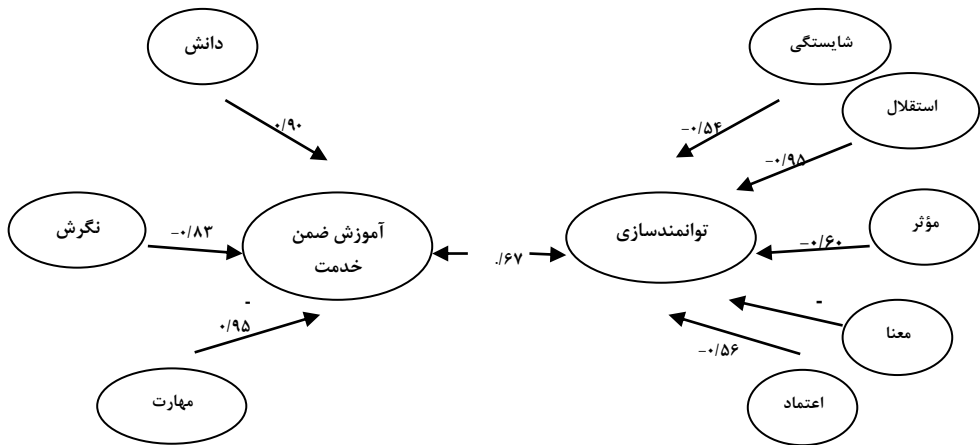 دانش
شایستگی
استقلال
۰/۹۰
-۰/۵۴
-۰/۹۵
نگرش
-۰/۸۳
آموزش ضمن
خدمت
./۶۷
توانمندسازی
-۰/۶۰
مؤثر
-
۰/۹۵
-
معنا
-۰/۵۶
مهارت
اعتماد